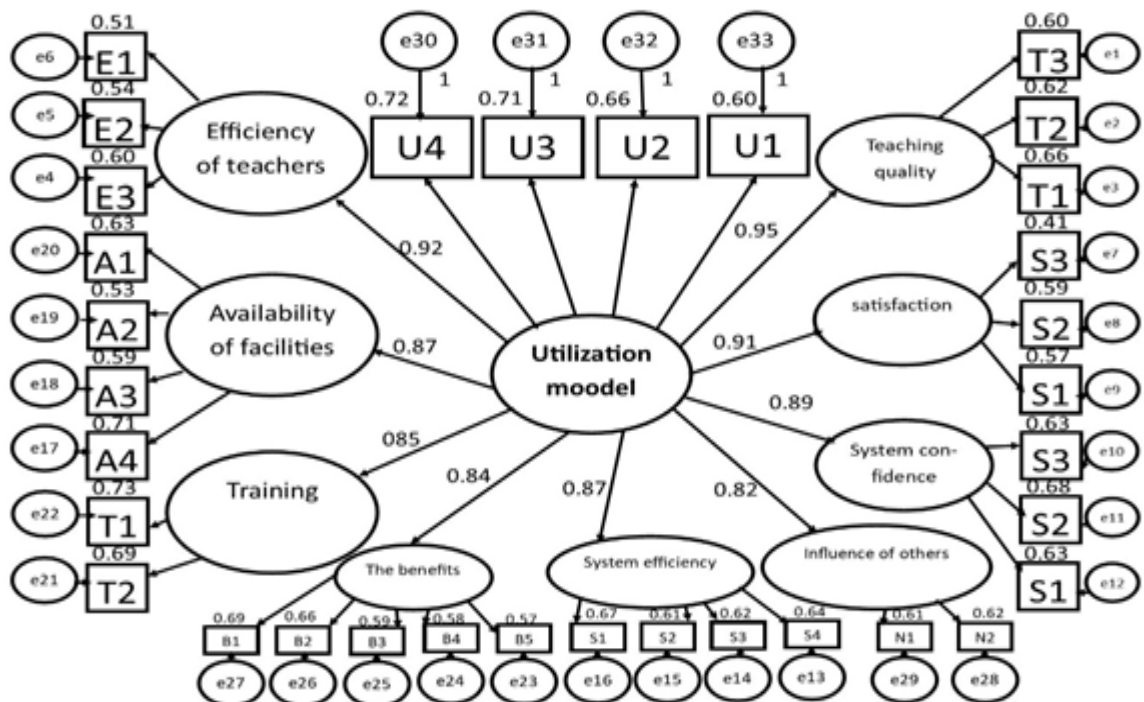 0.51
e6
E1
0.54
e5
E2
0.60
e4
E3
0.63
e20
A1
0.53
e19
A2
0.59
e18
A3
0.71
e17
A4
0.73
e22
T1
0.69
e21
T2
Efficiency
of teachers
Availability
of facilities
Training
e30
e31
e32
e33
1
1
1
1
0.72
0.71
0.66
0.60
U4
U3
U2
U1
0.92
0.95
0.87
0.91
Utilization
moodel
0.89
085
0.84
0.87
0.82
Teaching
quality
satisfaction
System con-
fidence
0.60
T3
e1
0.62
T2
e2
0.66
T1
e3
0.41
S3
e7
0.59
S2
e8
0.57
S1
e9
0.63
S3
e10
0.68
S2
e11
0.63
S1
e12
The benefits
System efficiency
Influence of others
0.69
0.66
0.59
0.58
0.57
0.67
0.61
0.62
0.64
0.61
0.62
B1
B2
B3
B4
B5
S1
S2
S3
S4
N1
N2
e27
e26
e25
e24
e23
e16
e15
e14
e13
e29
e28